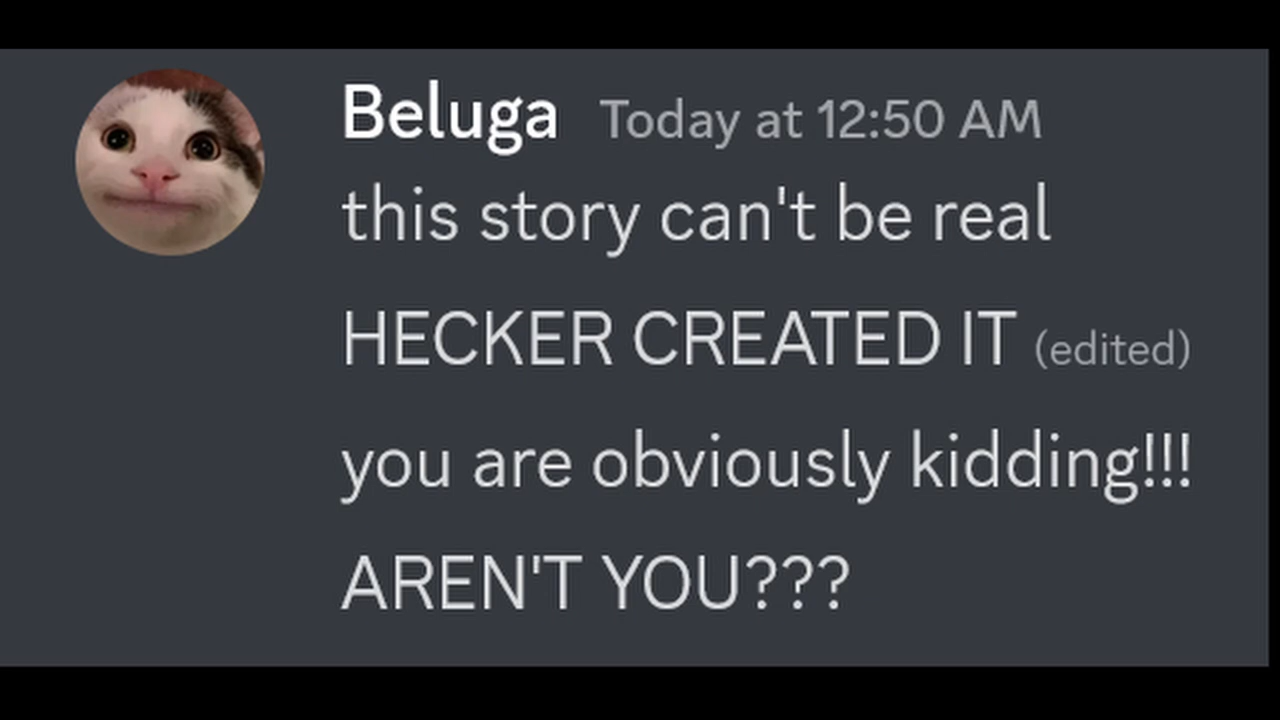 Beluga Today at 12:50 AM
this story can't be real
HECKER CREATED IT (edited)
you are obviously kidding!!!
AREN'T YOU???